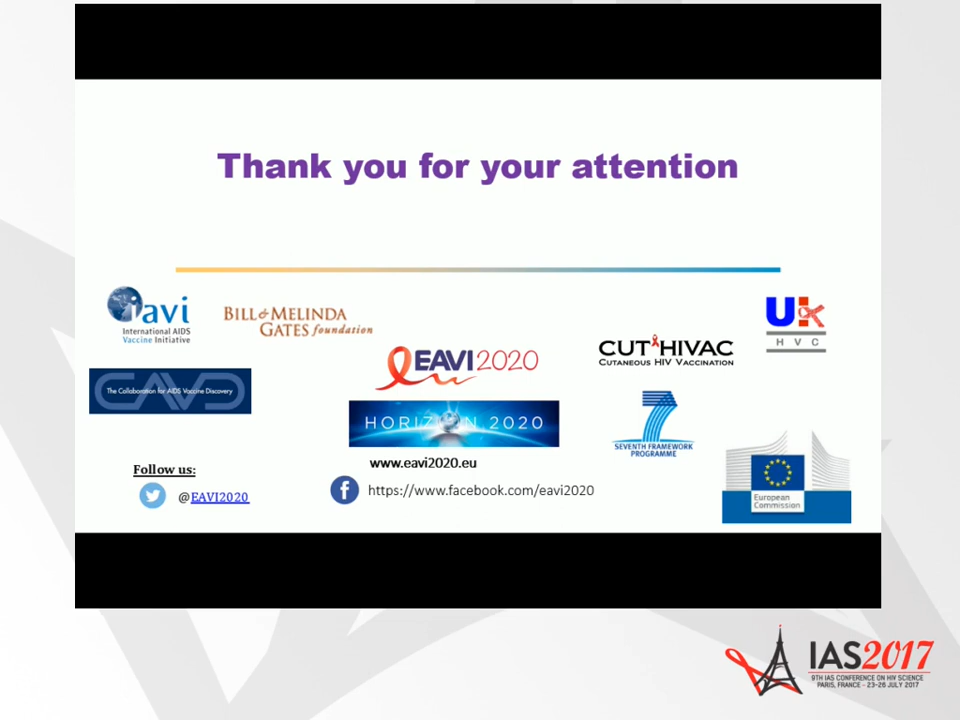 Thank you for your attention
iavi
International AIDS
Vaccine Initiative
BILL & MELINDA
GATES foundation
EAVI2020
CUTHIVAC
CUTANEOUS HIV VACCINATION
UK
HVC
CAVD
The Collaboration for AIDS Vaccine Discovery
HORIZON 2020
7
SEVENTH FRAMEWORK
PROGRAMME
www.eavi2020.eu
Follow us:
@EAVI2020
f
https://www.facebook.com/eavi2020
European
Commission
IAS2017
9TH IAS CONFERENCE ON HIV SCIENCE
PARIS, FRANCE - 23-26 JULY 2017